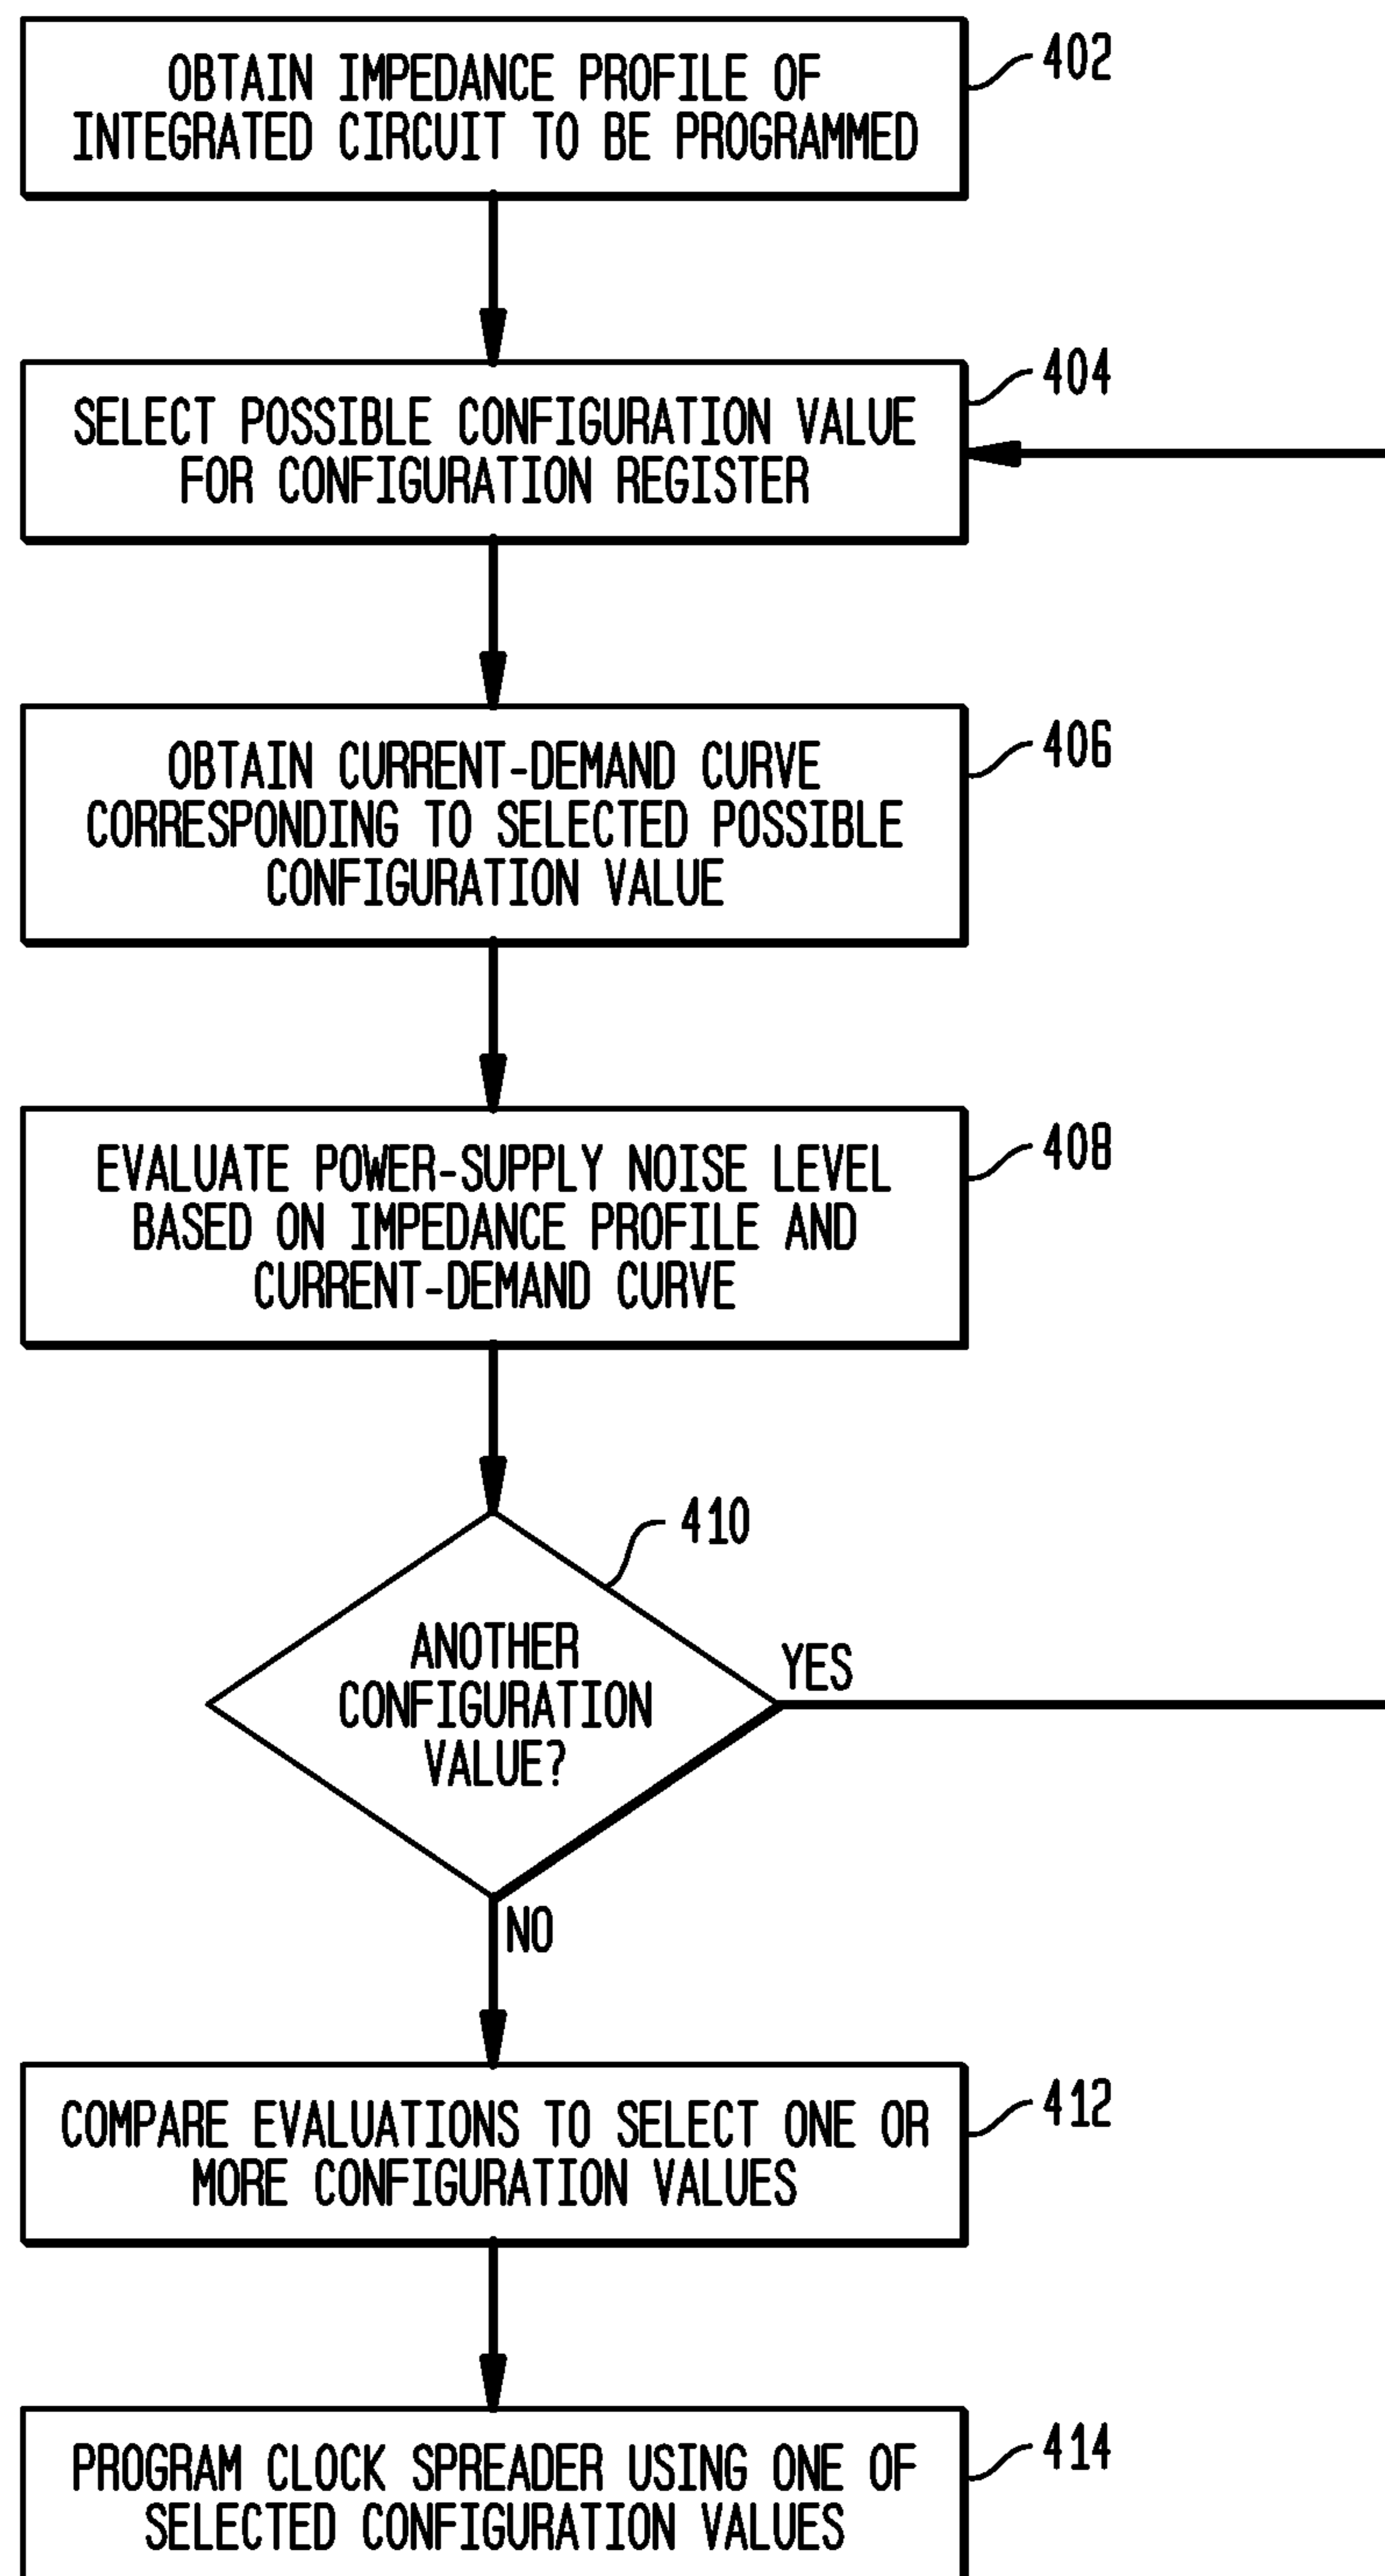 OBTAIN IMPEDANCE PROFILE OF
INTEGRATED CIRCUIT TO BE PROGRAMMED
402
SELECT POSSIBLE CONFIGURATION VALUE
FOR CONFIGURATION REGISTER
404
OBTAIN CURRENT-DEMAND CURVE
CORRESPONDING TO SELECTED POSSIBLE
CONFIGURATION VALUE
406
EVALUATE POWER-SUPPLY NOISE LEVEL
BASED ON IMPEDANCE PROFILE AND
CURRENT-DEMAND CURVE
408
410
ANOTHER
CONFIGURATION
VALUE?
YES
NO
COMPARE EVALUATIONS TO SELECT ONE OR
MORE CONFIGURATION VALUES
412
PROGRAM CLOCK SPREADER USING ONE OF
SELECTED CONFIGURATION VALUES
414